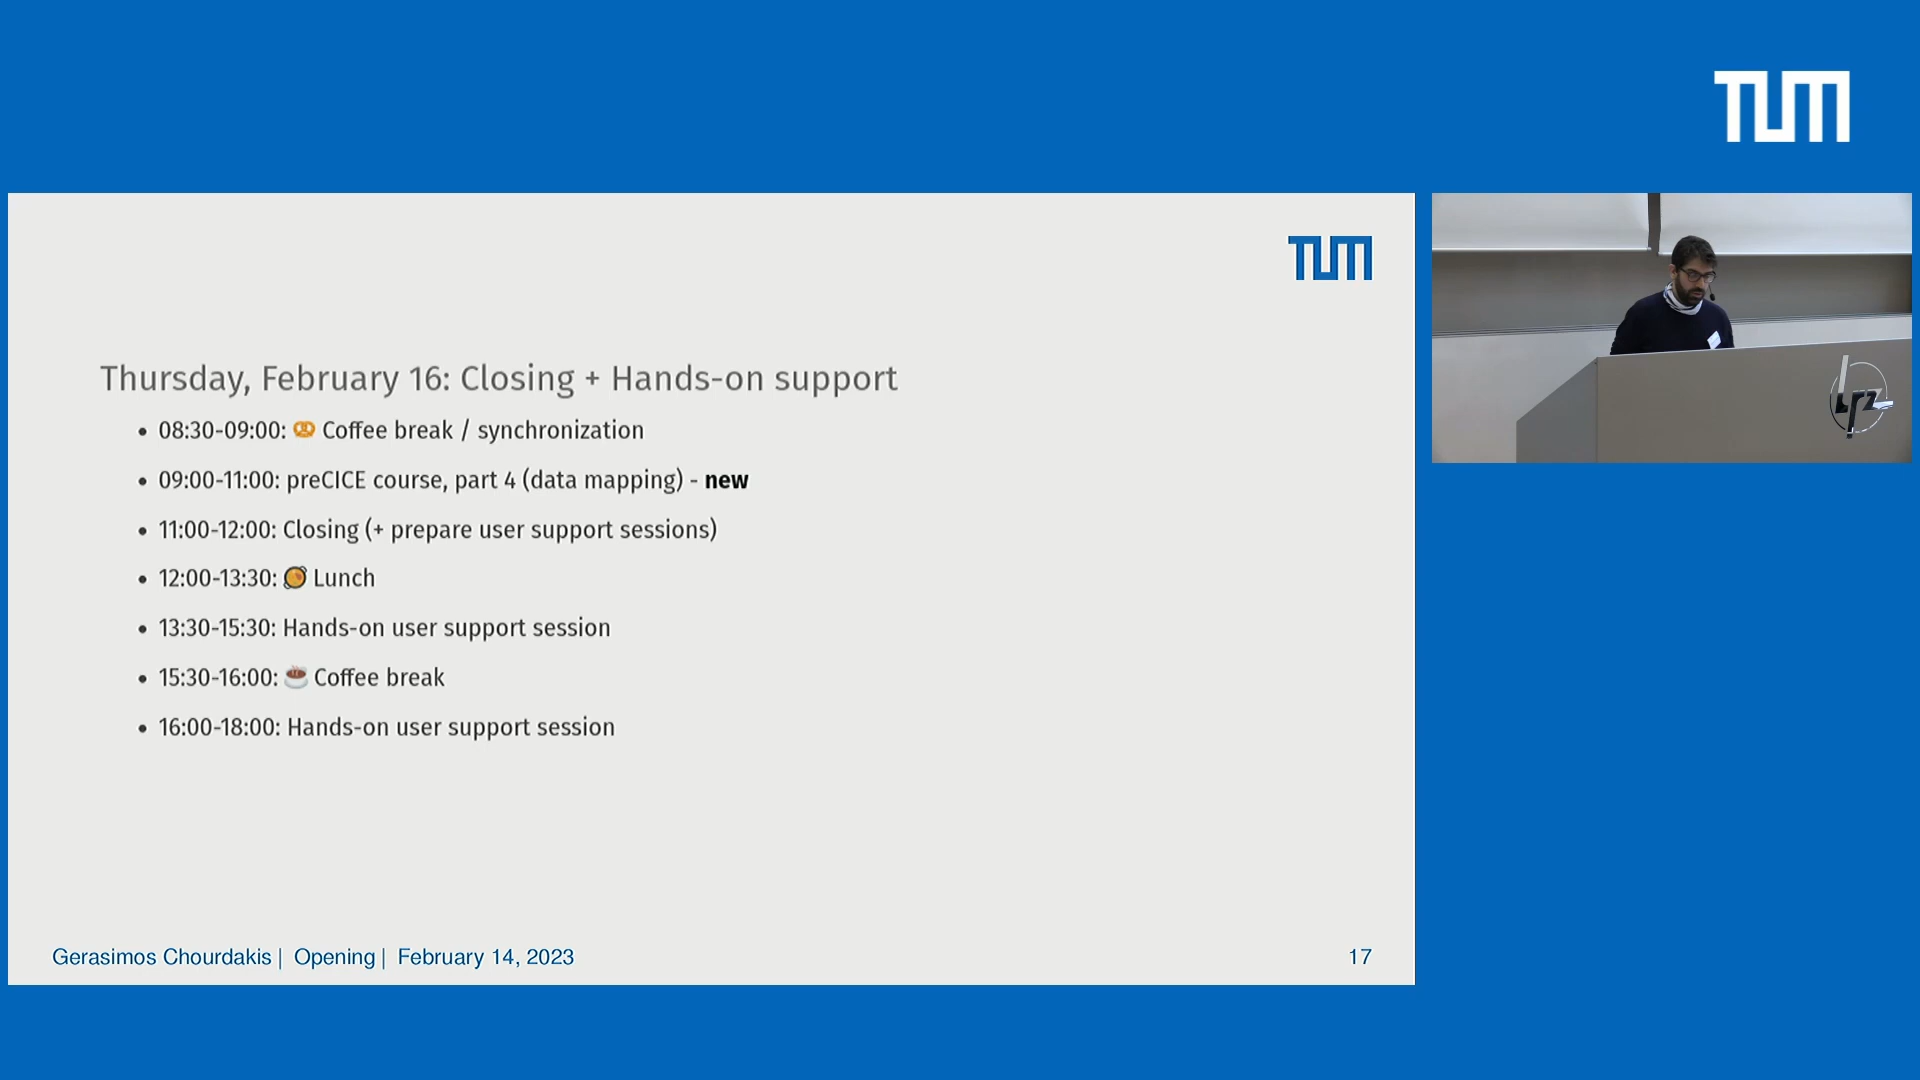 TUM
TUM
Thursday, February 16: Closing + Hands-on support
• 08:30-09:00: 🥨 Coffee break / synchronization
• 09:00-11:00: preCICE course, part 4 (data mapping) - new
• 11:00-12:00: Closing (+ prepare user support sessions)
• 12:00-13:30: 🥘 Lunch
• 13:30-15:30: Hands-on user support session
• 15:30-16:00: ☕ Coffee break
• 16:00-18:00: Hands-on user support session
Gerasimos Chourdakis | Opening | February 14, 2023
17
lrz